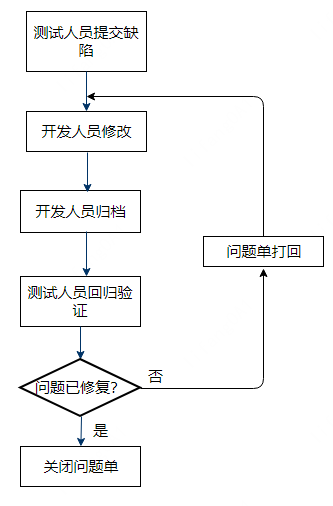 测试人员提交缺
陷
开发人员修改
开发人员归档
问题单打回
测试人员回归验
证
问题已修复?
否
是
关闭问题单